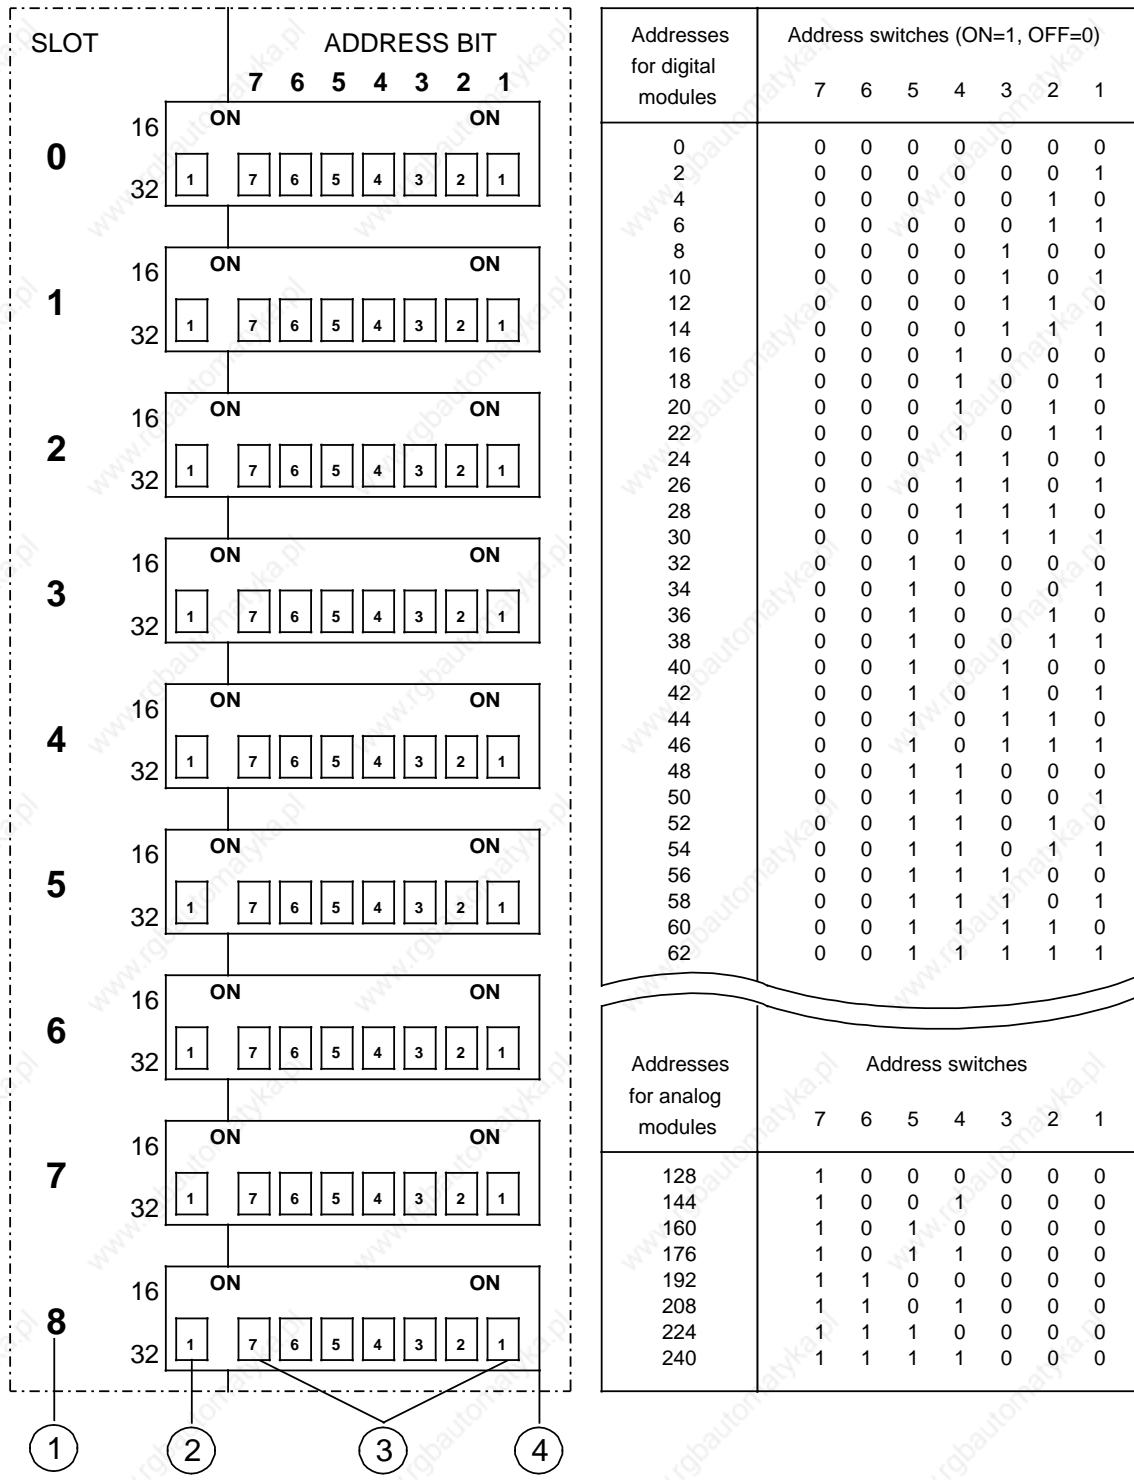 SLOT
ADDRESS BIT
7 6 5 4 3 2 1
0
16
32
ON ON
1 7 6 5 4 3 2 1
1
16
32
ON ON
1 7 6 5 4 3 2 1
2
16
32
ON ON
1 7 6 5 4 3 2 1
3
16
32
ON ON
1 7 6 5 4 3 2 1
4
16
32
ON ON
1 7 6 5 4 3 2 1
5
16
32
ON ON
1 7 6 5 4 3 2 1
6
16
32
ON ON
1 7 6 5 4 3 2 1
7
16
32
ON ON
1 7 6 5 4 3 2 1
8
16
32
ON ON
1 7 6 5 4 3 2 1
1 2 3 4
Addresses
for digital
modules
Address switches (ON=1, OFF=0)
7 6 5 4 3 2 1
0 0 0 0 0 0 0 0
2 0 0 0 0 0 0 1
4 0 0 0 0 0 1 0
6 0 0 0 0 0 1 1
8 0 0 0 0 1 0 0
10 0 0 0 0 1 0 1
12 0 0 0 0 1 1 0
14 0 0 0 0 1 1 1
16 0 0 0 1 0 0 0
18 0 0 0 1 0 0 1
20 0 0 0 1 0 1 0
22 0 0 0 1 0 1 1
24 0 0 0 1 1 0 0
26 0 0 0 1 1 0 1
28 0 0 0 1 1 1 0
30 0 0 0 1 1 1 1
32 0 0 1 0 0 0 0
34 0 0 1 0 0 0 1
36 0 0 1 0 0 1 0
38 0 0 1 0 0 1 1
40 0 0 1 0 1 0 0
42 0 0 1 0 1 0 1
44 0 0 1 0 1 1 0
46 0 0 1 0 1 1 1
48 0 0 1 1 0 0 0
50 0 0 1 1 0 0 1
52 0 0 1 1 0 1 0
54 0 0 1 1 0 1 1
56 0 0 1 1 1 0 0
58 0 0 1 1 1 0 1
60 0 0 1 1 1 1 0
62 0 0 1 1 1 1 1
Addresses
for analog
modules
Address switches
7 6 5 4 3 2 1
128 1 0 0 0 0 0 0
144 1 0 0 1 0 0 0
160 1 0 1 0 0 0 0
176 1 0 1 1 0 0 0
192 1 1 0 0 0 0 0
208 1 1 0 1 0 0 0
224 1 1 1 0 0 0 0
240 1 1 1 1 0 0 0
www.rgbautomatyka.pl